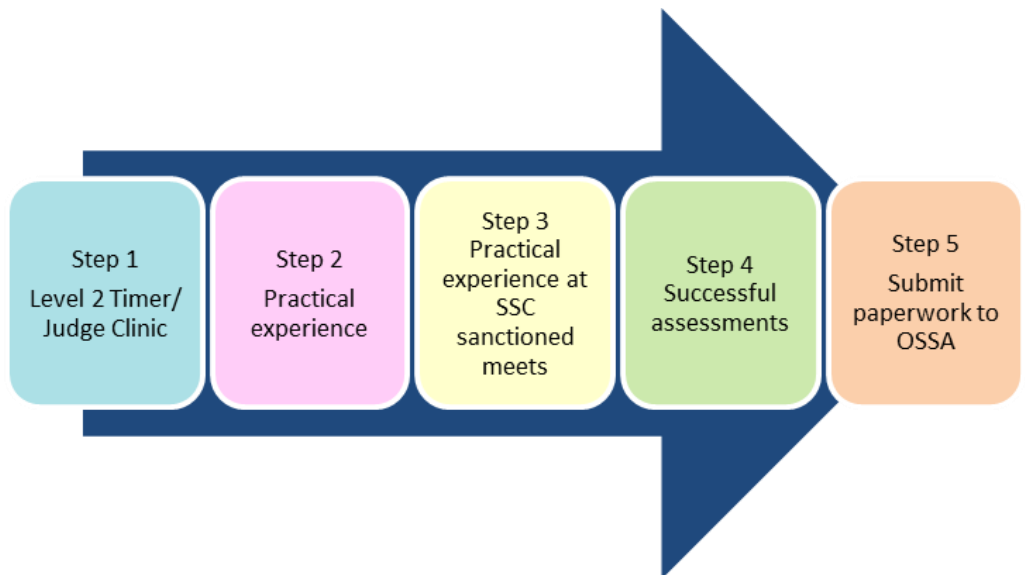 Step 1
Level 2 Timer/
Judge Clinic
Step 2
Practical
experience
Step 3
Practical
experience at
SSC
sanctioned
meets
Step 4
Successful
assessments
Step 5
Submit
paperwork to
OSSA